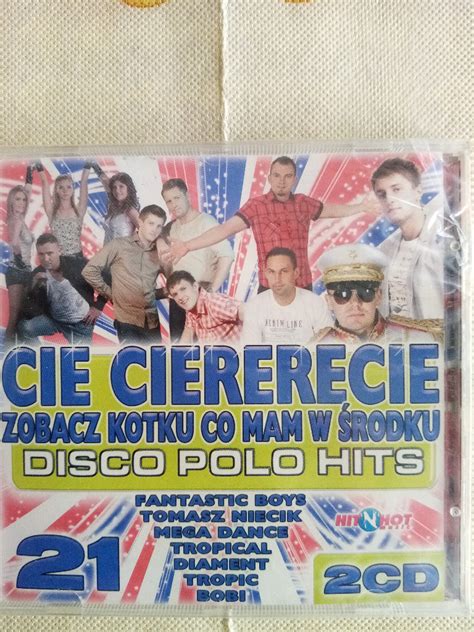 CIE CIERERECIE
ZOBACZ KOTKU CO MAM W ŚRODKU
DISCO POLO HITS
FANTASTIC BOYS
TOMASZ NIECIK
MEGA DANCE
TROPICAL
DIAMENT
TROPIC
BOBI
21
HIT'N'HOT
2CD